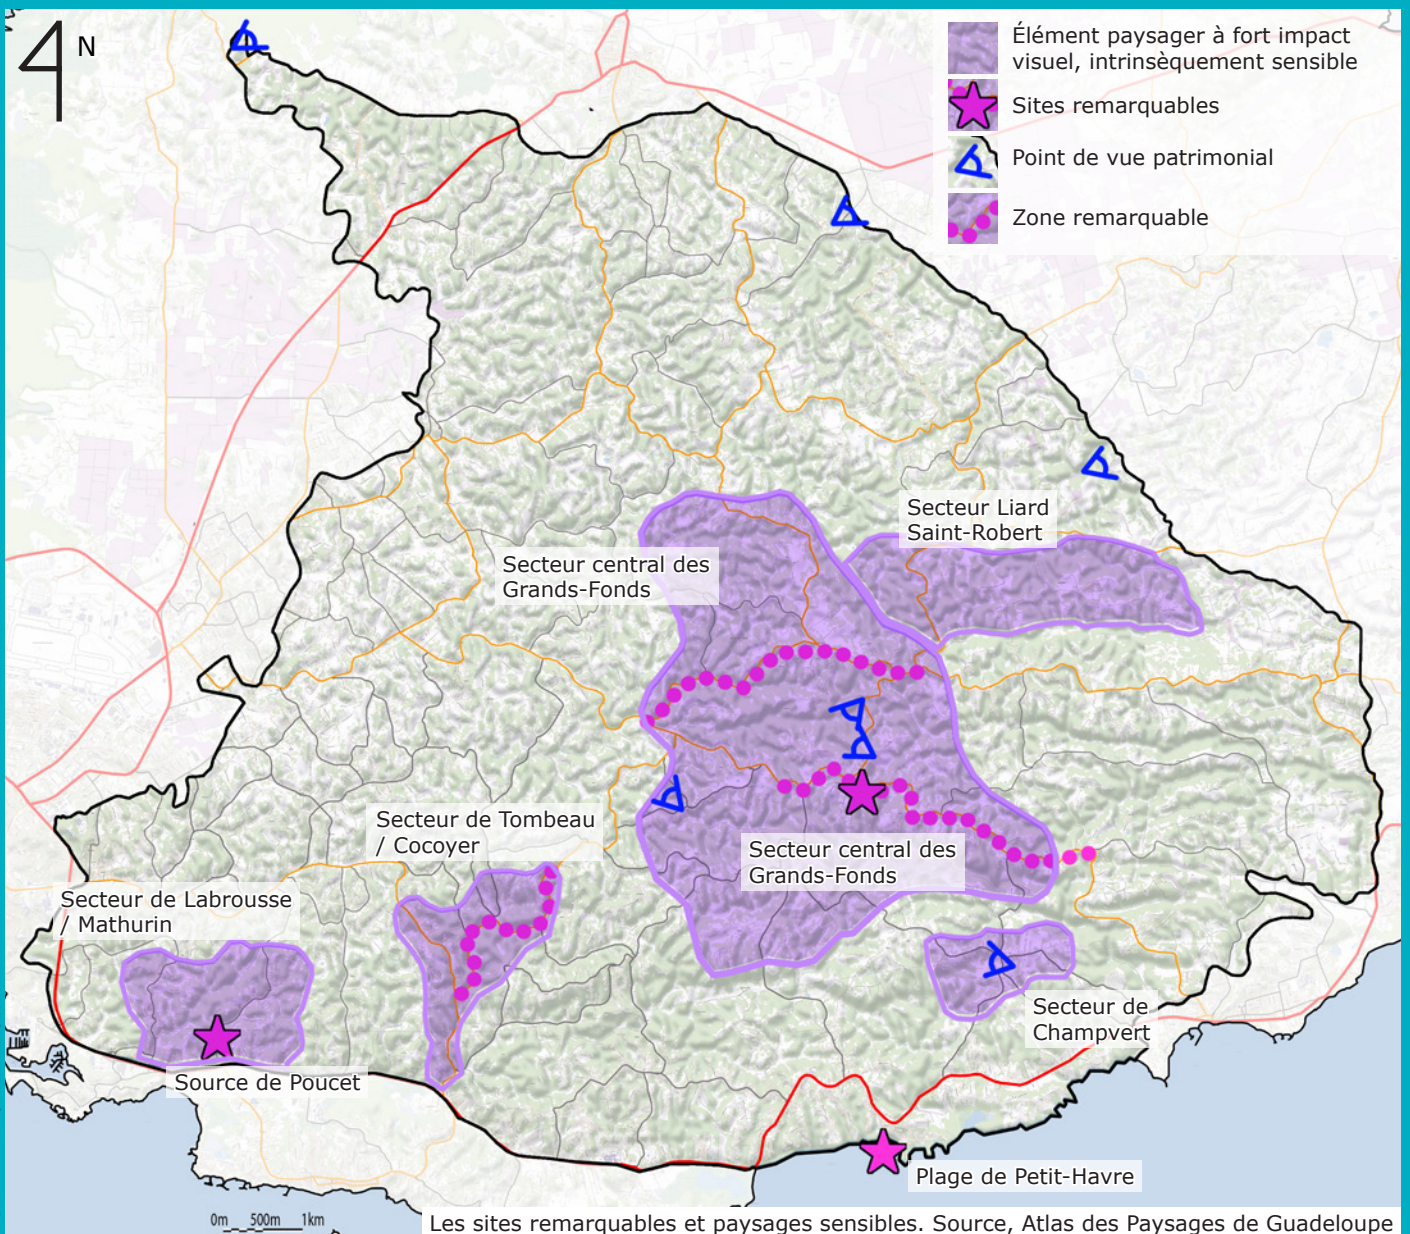 N
Élément paysager à fort impact
visuel, intrinsèquement sensible
Sites remarquables
Point de vue patrimonial
Zone remarquable
Secteur Liard
Saint-Robert
Secteur central des
Grands-Fonds
Secteur de Tombeau
/ Cocoyer
Secteur central des
Grands-Fonds
Secteur de Labrousse
/ Mathurin
Secteur de
Champvert
Source de Poucet
Plage de Petit-Havre
0m 500m 1km
Les sites remarquables et paysages sensibles. Source, Atlas des Paysages de Guadeloupe